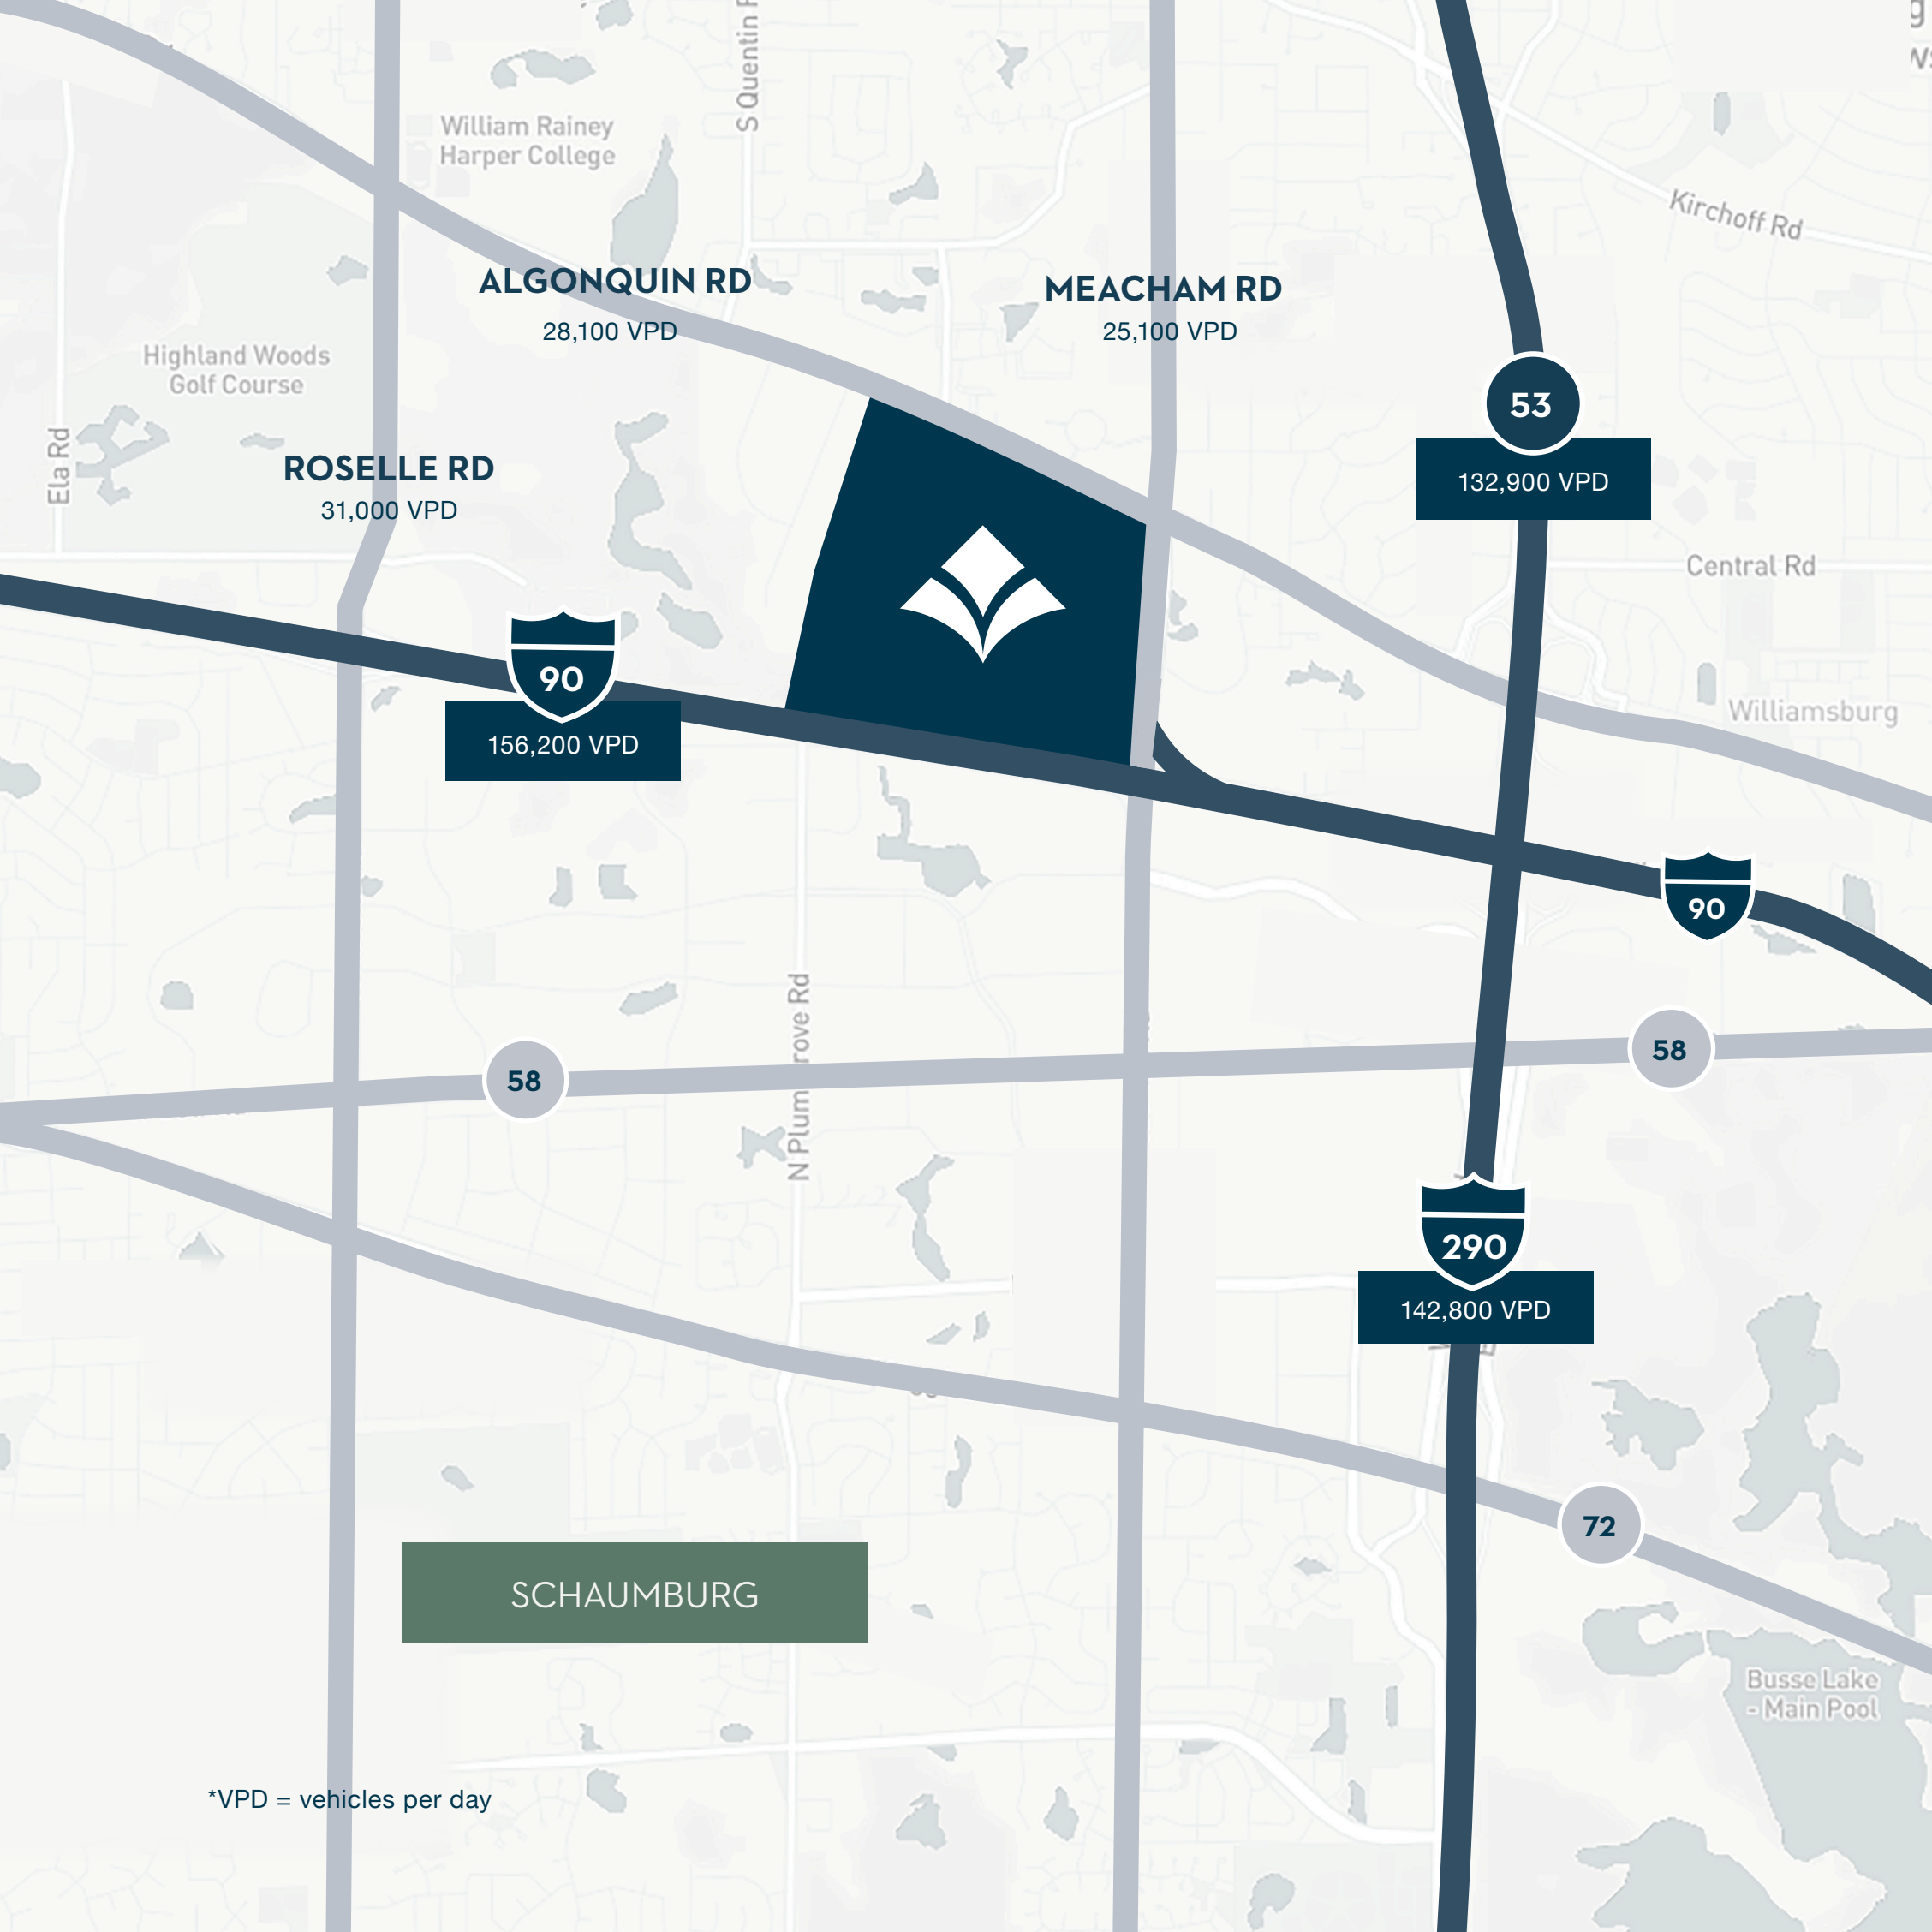 S Quentin
William Rainey
Harper College
Kirchoff Rd
ALGONQUIN RD
28,100 VPD
MEACHAM RD
25,100 VPD
Highland Woods
Golf Course
53
132,900 VPD
Ela Rd
ROSELLE RD
31,000 VPD
Central Rd
90
156,200 VPD
Williamsburg
90
N Plum rove Rd
58
58
290
142,800 VPD
72
SCHAUMBURG
Busse Lake
- Main Pool
*VPD = vehicles per day